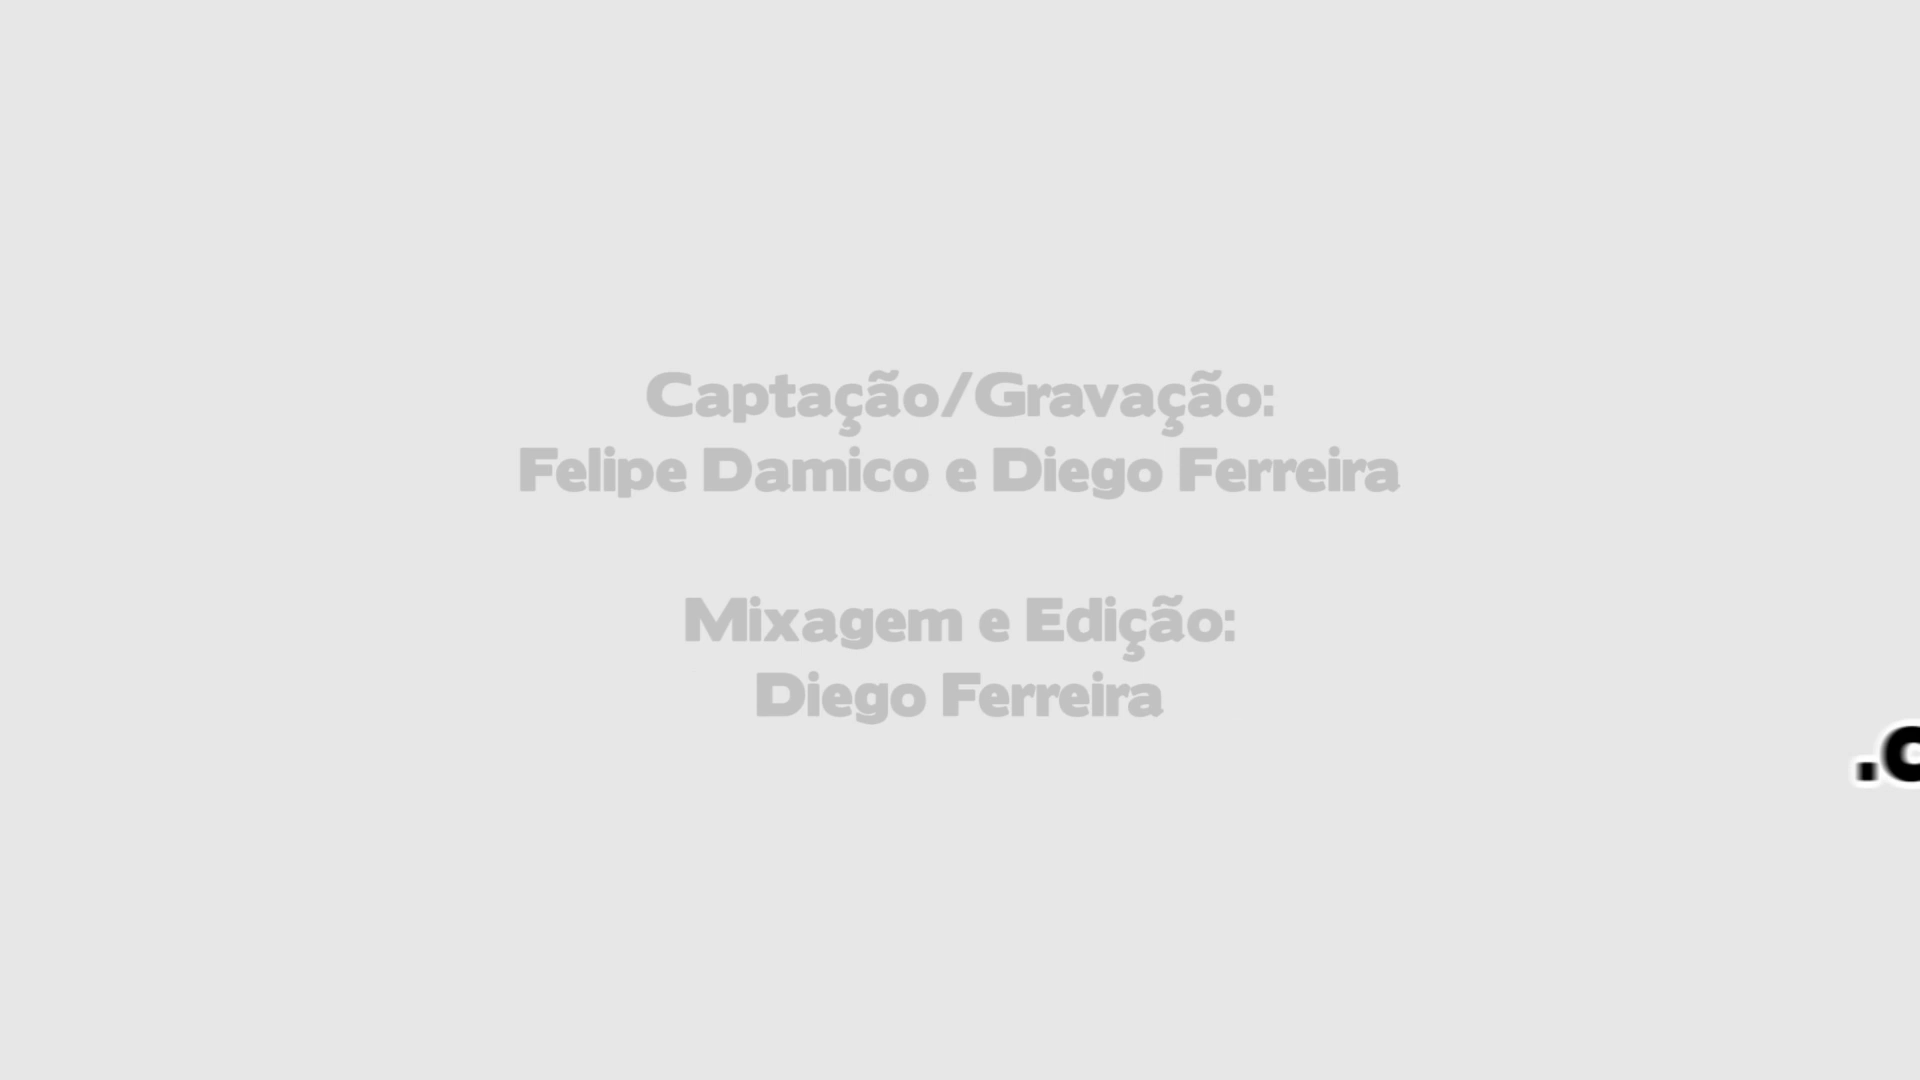 Captação/Gravação:
Felipe Damico e Diego Ferreira
Mixagem e Edição:
Diego Ferreira